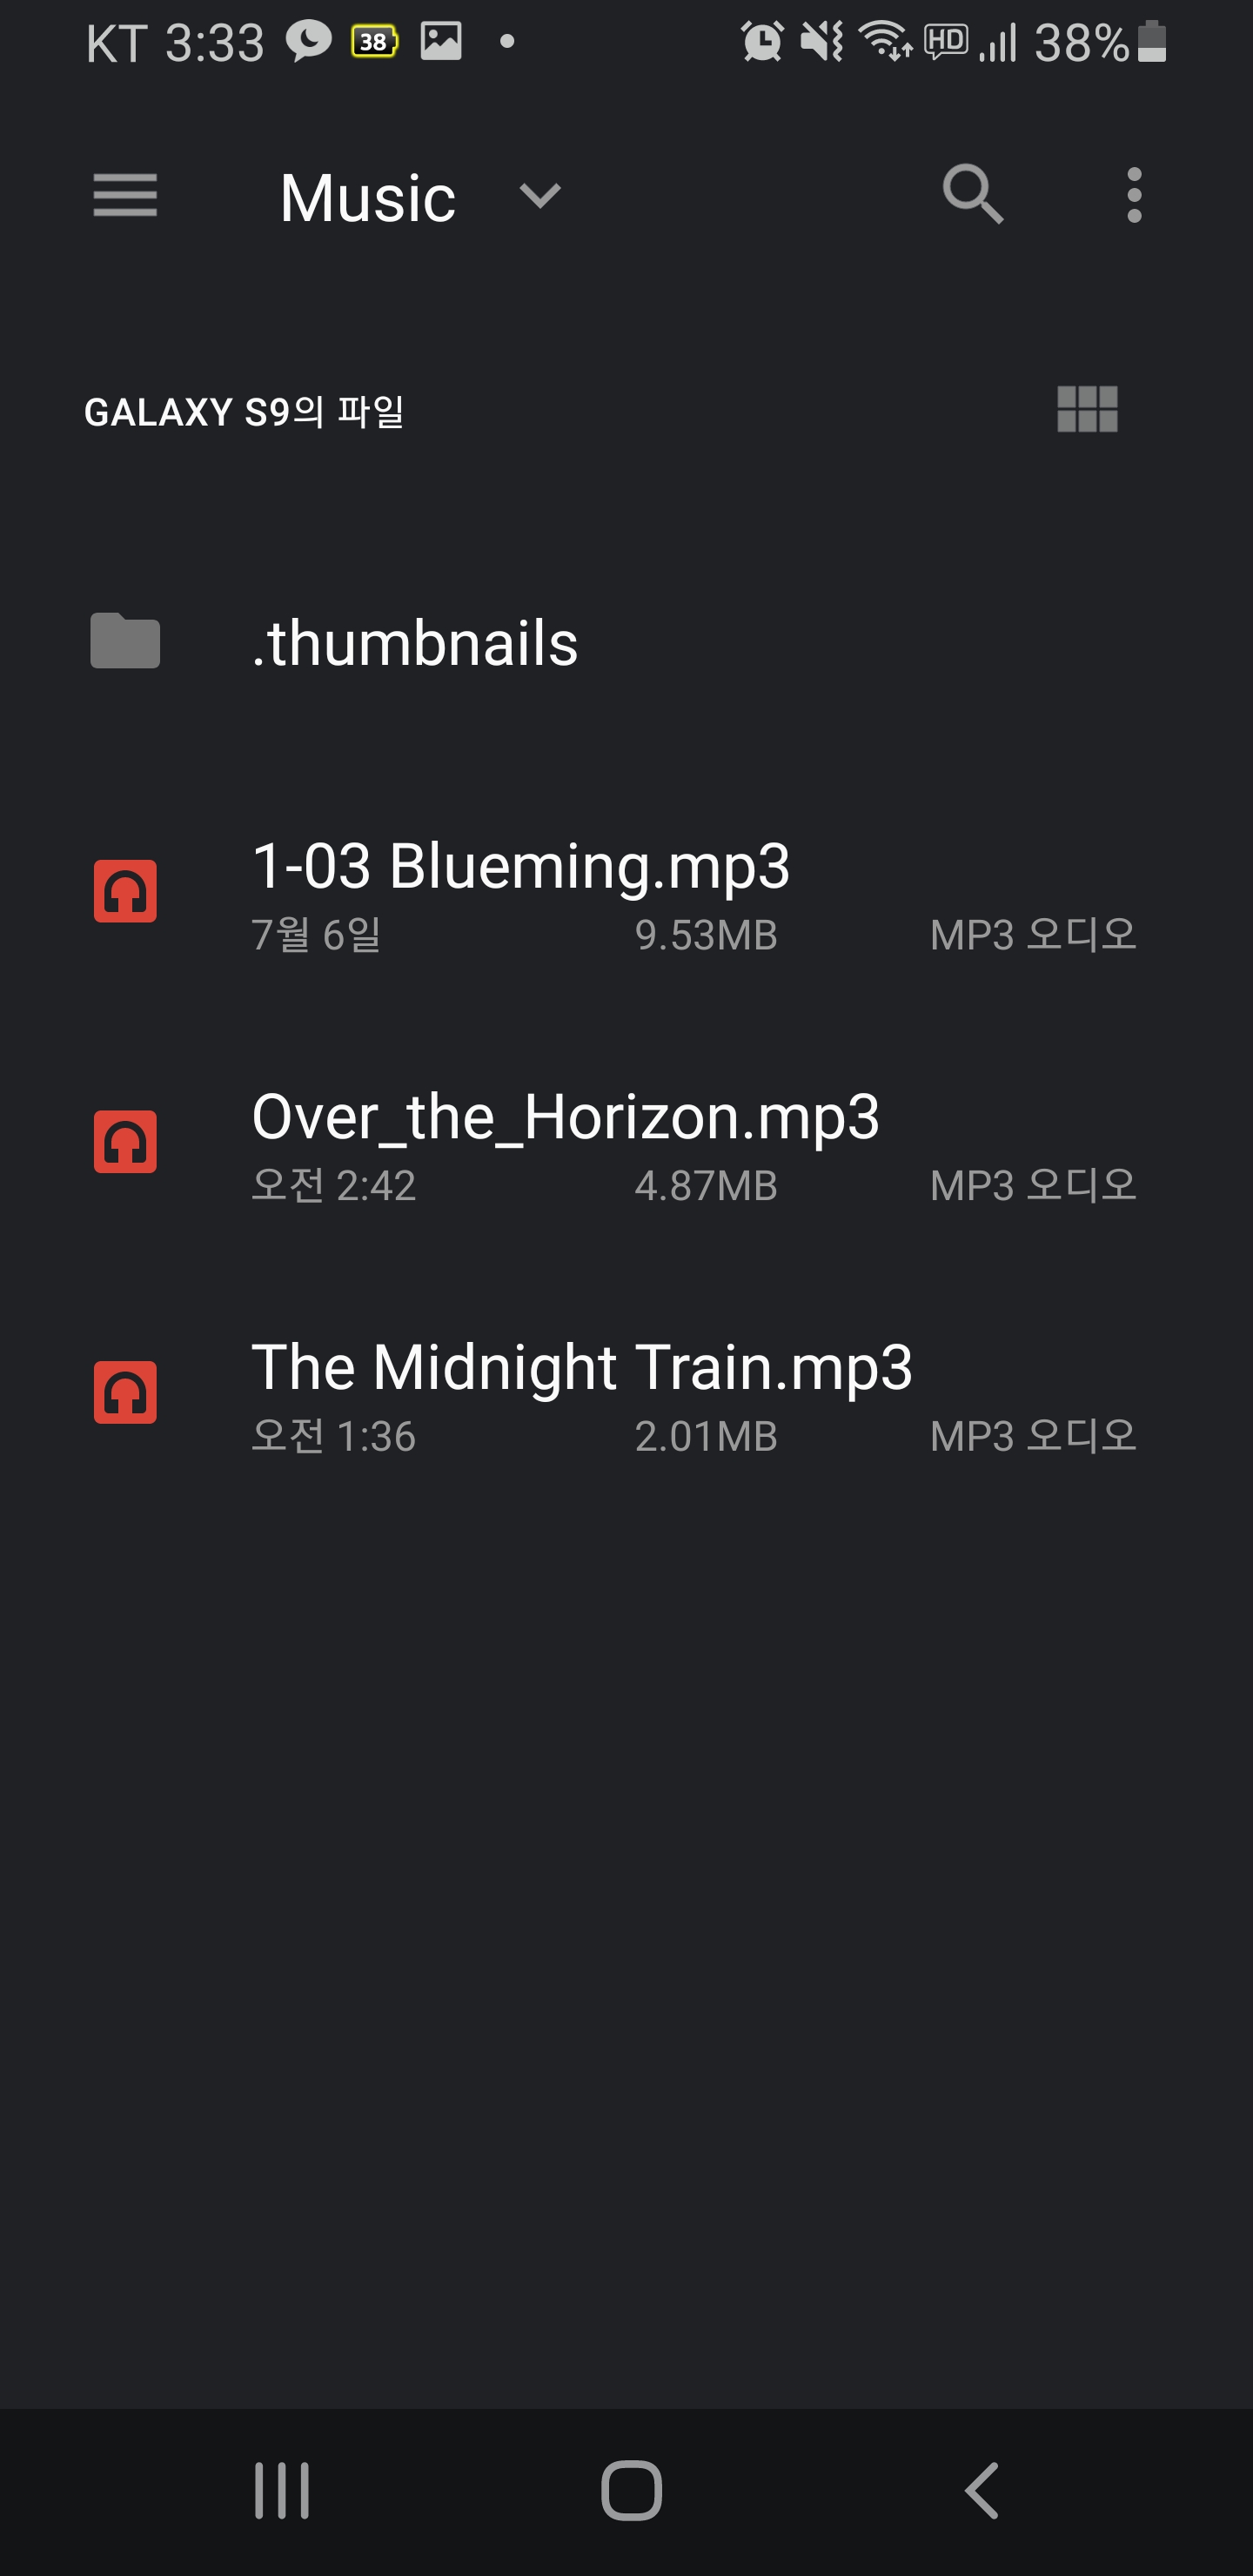 KT 3:33 38 HD 38%
Music
GALAXY S9의 파일
.thumbnails
1-03 Blueming.mp3
7월 6일 9.53MB MP3 오디오
Over_the_Horizon.mp3
오전 2:42 4.87MB MP3 오디오
The Midnight Train.mp3
오전 1:36 2.01MB MP3 오디오